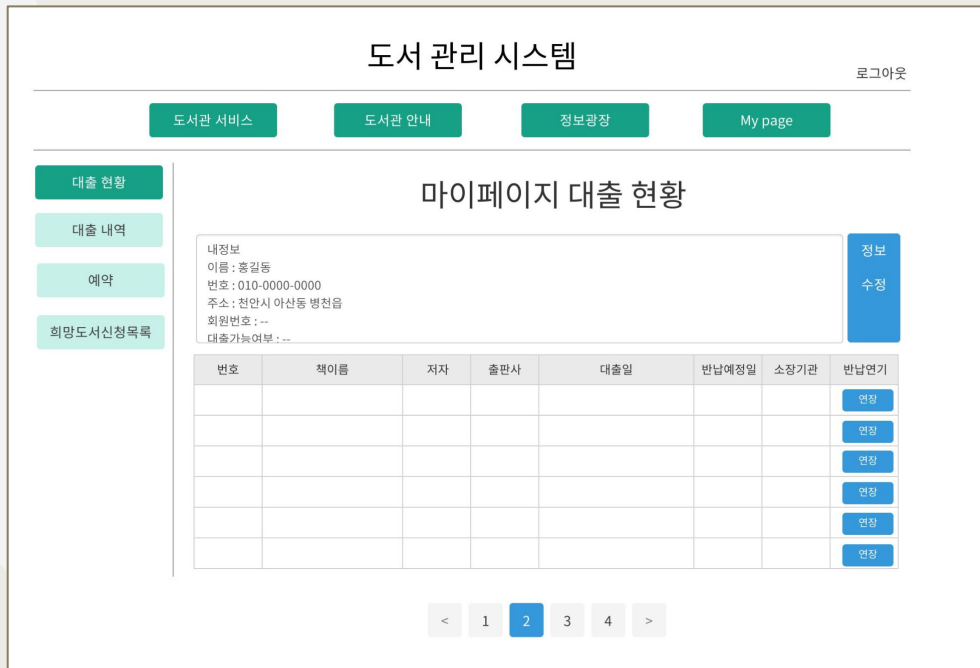 도서 관리 시스템
로그아웃
도서관 서비스 도서관 안내 정보광장 My page
대출 현황
대출 내역
예약
희망도서신청목록
마이페이지 대출 현황
내정보
이름 : 홍길동
번호 : 010-0000-0000
주소 : 천안시 아산동 병천읍
회원번호 : --
대출가능여부 : --
정보
수정
번호 책이름 저자 출판사 대출일 반납예정일 소장기관 반납연기
연장
연장
연장
연장
연장
연장
< 1 2 3 4 >